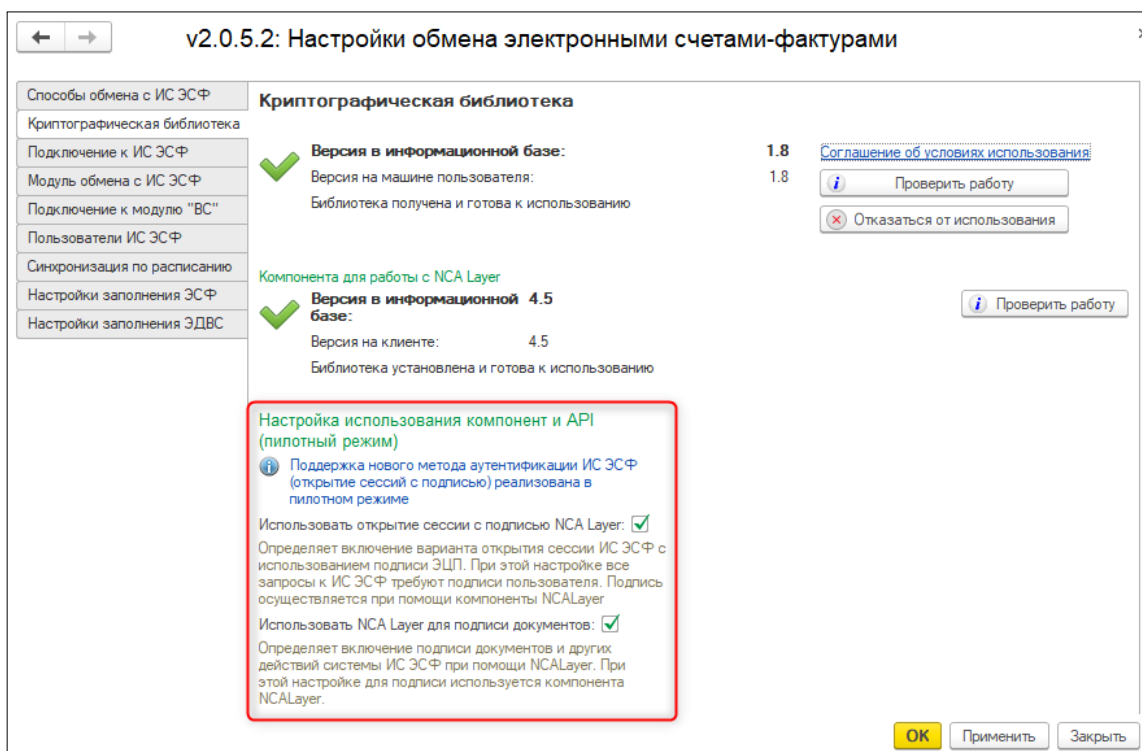 v2.0.5.2: Настройки обмена электронными счетами-фактурами
Способы обмена с ИС ЭСФ
Криптографическая библиотека
Подключение к ИС ЭСФ
Модуль обмена с ИС ЭСФ
Подключение к модулю "ВС"
Пользователи ИС ЭСФ
Синхронизация по расписанию
Настройки заполнения ЭСФ
Настройки заполнения ЭДВС
Криптографическая библиотека
Версия в информационной базе: 1.8 Соглашение об условиях использования
Версия на машине пользователя: 1.8 Проверить работу
Библиотека получена и готова к использованию
Отказаться от использования
Компонента для работы с NCA Layer
Версия в информационной 4.5
базе:
Проверить работу
Версия на клиенте: 4.5
Библиотека установлена и готова к использованию
Настройка использования компонент и API
(пилотный режим)
Поддержка нового метода аутентификации ИС ЭСФ
(открытие сессий с подписью) реализована в
пилотном режиме
Использовать открытие сессии с подписью NCA Layer:
Определяет включение варианта открытия сессии ИС ЭСФ с
использованием подписи ЭЦП. При этой настройке все
запросы к ИС ЭСФ требуют подписи пользователя. Подпись
осуществляется при помощи компоненты NCALayer
Использовать NCA Layer для подписи документов:
Определяет включение подписи документов и других
действий системы ИС ЭСФ при помощи NCALayer. При
этой настройке для подписи используется компонента
NCALayer.
ОК Применить Закрыть